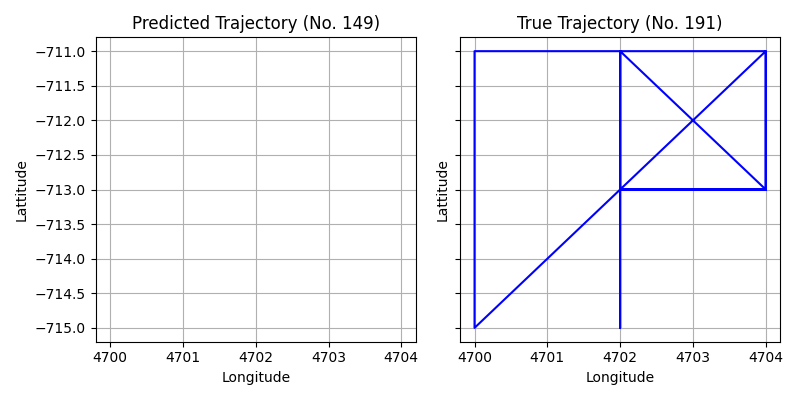 Predicted Trajectory (No. 149)
True Trajectory (No. 191)
−711.0
−711.5
−712.0
−712.5
−713.0
−713.5
−714.0
−714.5
−715.0
Lattitude
Lattitude
4700 4701 4702 4703 4704
4700 4701 4702 4703 4704
Longitude
Longitude